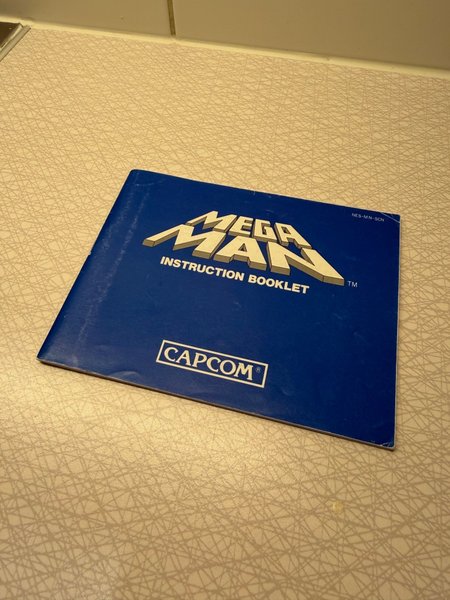 NES-MN-SCN
MEGA
MAN
TM
INSTRUCTION BOOKLET
CAPCOM®